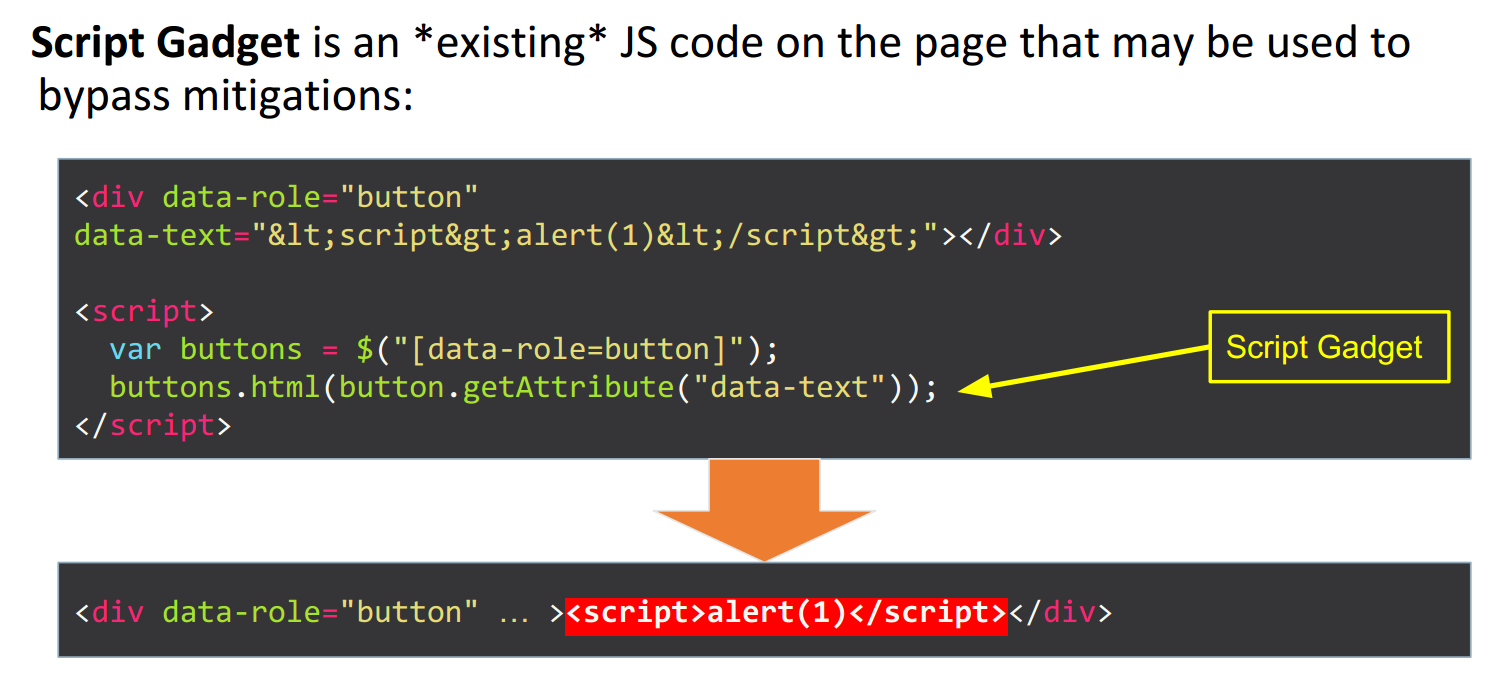 Script Gadget is an *existing* JS code on the page that may be used to
bypass mitigations:
<div data-role="button"
data-text="&lt;script&gt;alert(1)&lt;/script&gt;"></div>
<script>
var buttons = $("[data-role=button]");
buttons.html(button.getAttribute("data-text"));
</script>
Script Gadget
<div data-role="button" … ><script>alert(1)</script></div>